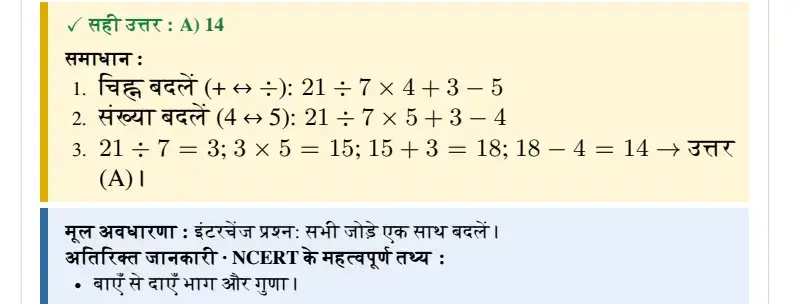 ✓ सही उत्तर : A) 14
समाधान :
1. चिह्न बदलें (+ ↔ ÷): 21 ÷ 7 × 4 + 3 − 5
2. संख्या बदलें (4 ↔ 5): 21 ÷ 7 × 5 + 3 − 4
3. 21 ÷ 7 = 3; 3 × 5 = 15; 15 + 3 = 18; 18 − 4 = 14 → उत्तर
(A)।
मूल अवधारणा : इंटरचेंज प्रश्न: सभी जोड़े एक साथ बदलें।
अतिरिक्त जानकारी · NCERT के महत्वपूर्ण तथ्य :
• बाएँ से दाएँ भाग और गुणा।